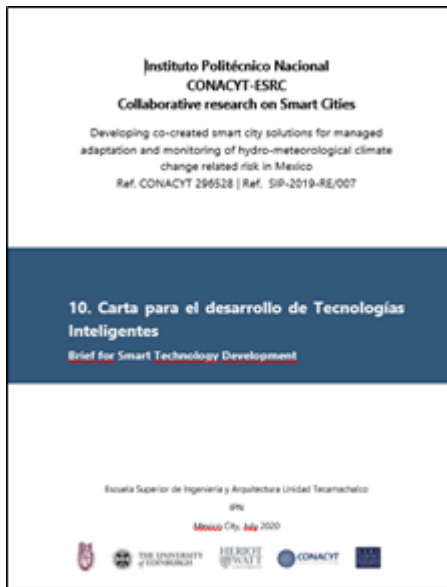 Instituto Politécnico Nacional
CONACYT-ESRC
Collaborative research on Smart Cities
Developing co-created smart city solutions for managed
adaptation and monitoring of hydro-meteorological climate
change related risk in Mexico
Ref. CONACYT 296528 | Ref. SIP-2019-RE/007
10. Carta para el desarrollo de Tecnologías
Inteligentes
Brief for Smart Technology Development
Escuela Superior de Ingeniería y Arquitectura Unidad Tecamachalco
IPN
Mexico City, July 2020
THE UNIVERSITY
of EDINBURGH
HERIOT
WATT
UNIVERSITY
CONACYT